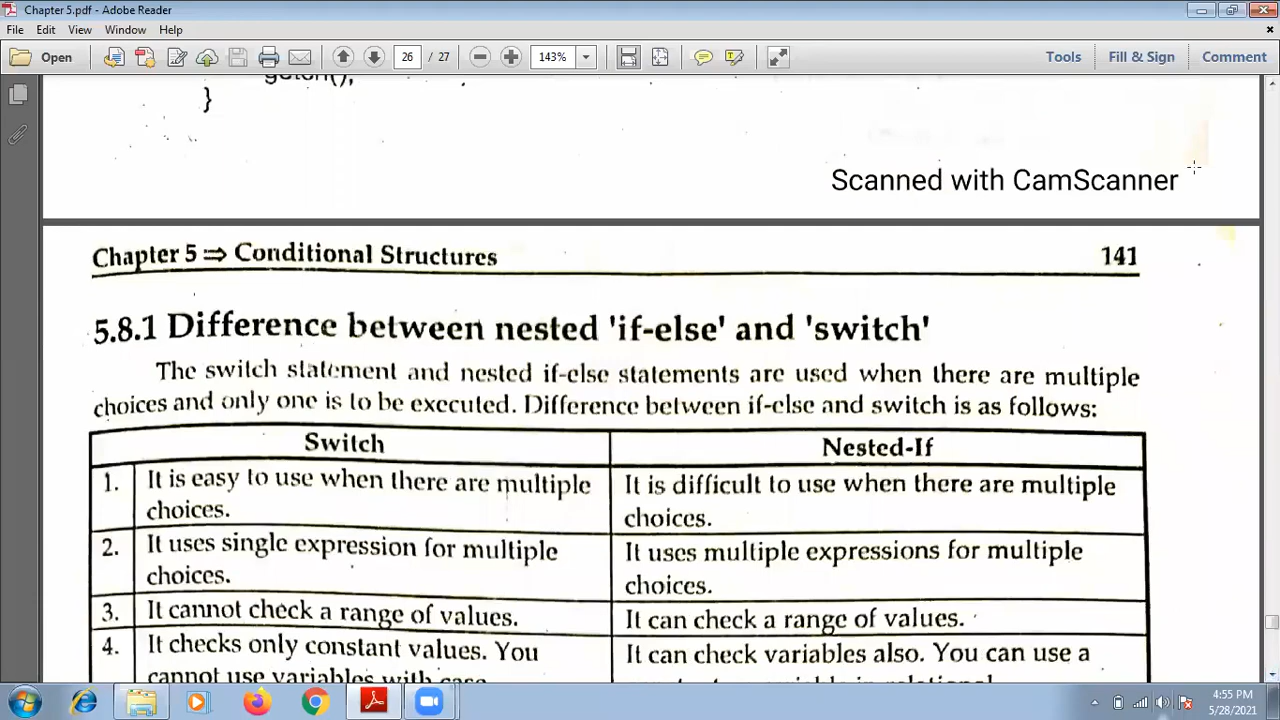 Chapter 5.pdf - Adobe Reader
File Edit View Window Help
Open 26 / 27 143% Tools Fill & Sign Comment
}
Scanned with CamScanner
Chapter 5 ⇒ Conditional Structures 141
5.8.1 Difference between nested 'if-else' and 'switch'
The switch statement and nested if-else statements are used when there are multiple
choices and only one is to be executed. Difference between if-else and switch is as follows:
Switch Nested-If
1. It is easy to use when there are multiple choices. It is difficult to use when there are multiple choices.
2. It uses single expression for multiple choices. It uses multiple expressions for multiple choices.
3. It cannot check a range of values. It can check a range of values.
4. It checks only constant values. You cannot use variables with case It can check variables also. You can use a
4:55 PM
5/28/2021